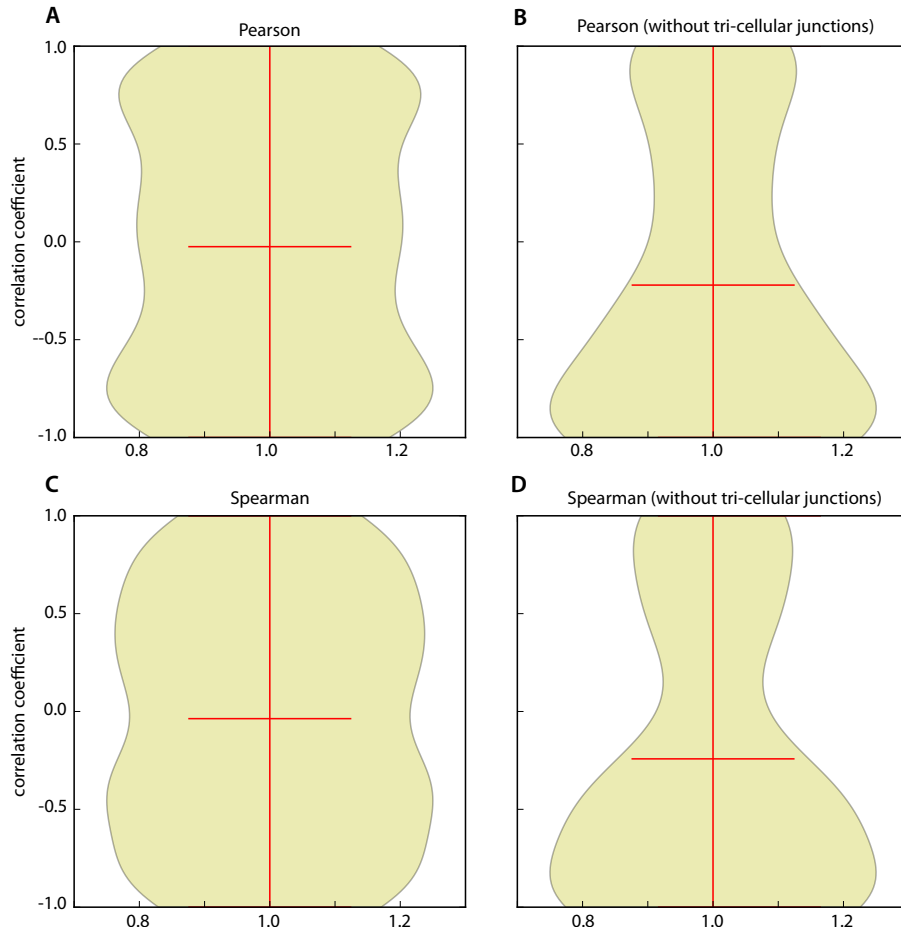 A
Pearson
B
Pearson (without tri-cellular junctions)
1.0
0.5
0.0
--0.5
-1.0
correlation coefficient
0.8 1.0 1.2
0.8 1.0 1.2
C
Spearman
D
Spearman (without tri-cellular junctions)
1.0
0.5
0.0
-0.5
-1.0
correlation coefficient
0.8 1.0 1.2
0.8 1.0 1.2